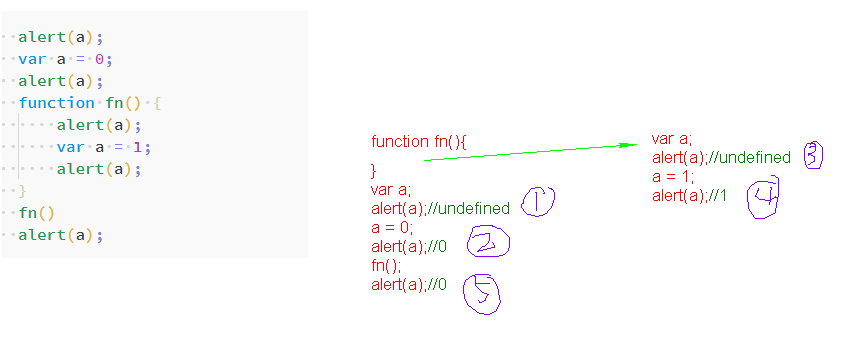 alert(a);
var a = 0;
alert(a);
function fn() {
alert(a);
var a = 1;
alert(a);
}
fn()
alert(a);
function fn(){
}
var a;
alert(a);//undefined ①
a = 0;
alert(a);//0 ②
fn();
alert(a);//0 ⑤
var a;
alert(a);//undefined ③
a = 1;
alert(a);//1 ④